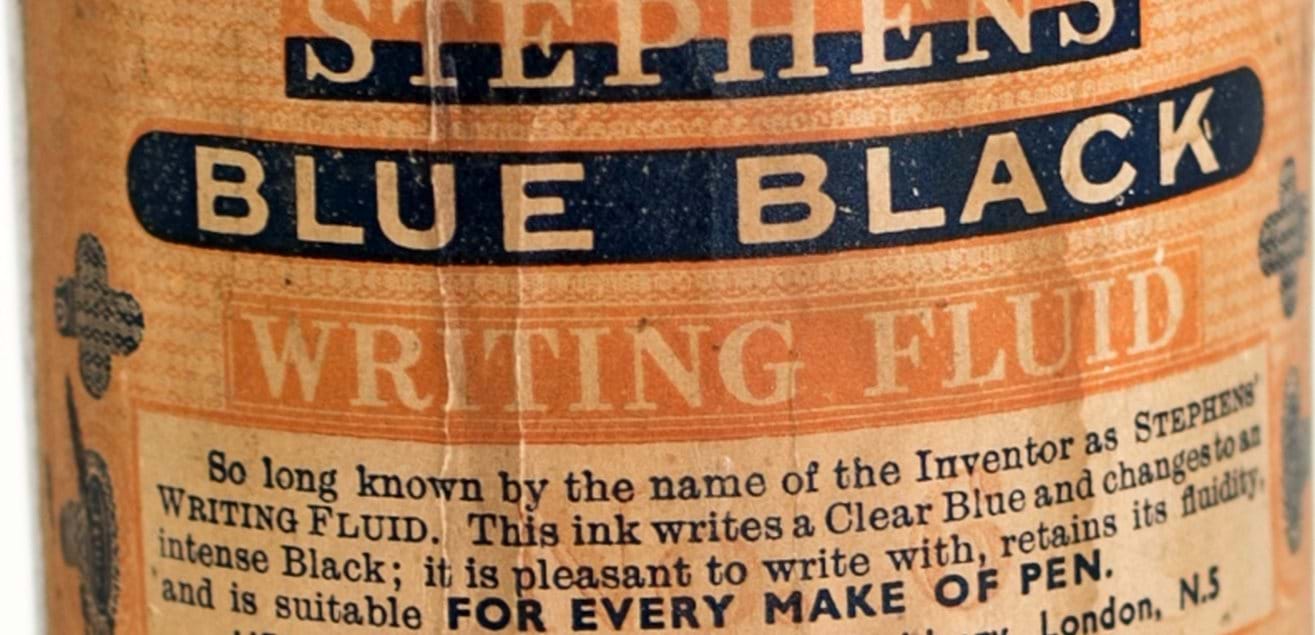 STEPHENS
BLUE BLACK
WRITING FLUID
So long known by the name of the Inventor as STEPHENS'
WRITING FLUID. This ink writes a Clear Blue and changes to an
intense Black; it is pleasant to write with, retains its fluidity,
and is suitable FOR EVERY MAKE OF PEN.
London, N.5